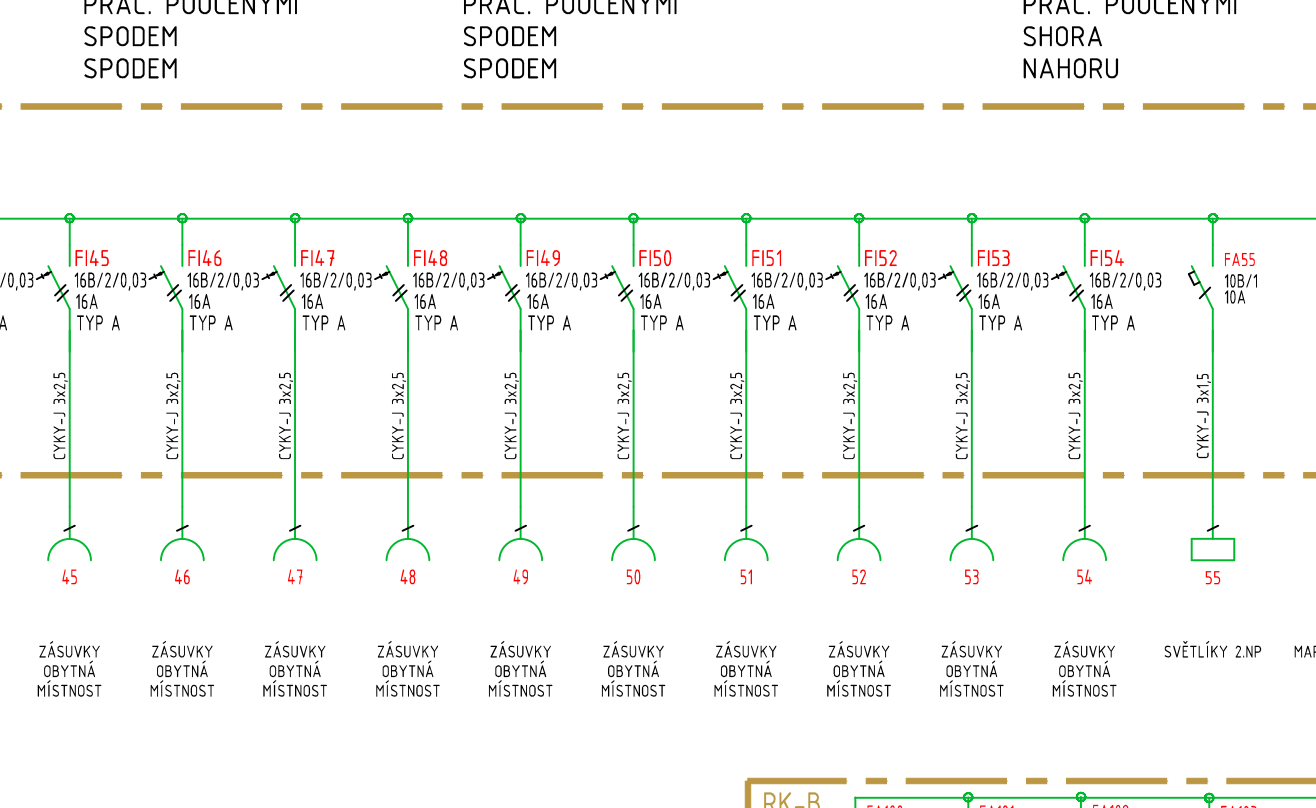 PRAC. POUČENÝMI
SPODEM
SPODEM
PRAC. POUČENÝMI
SPODEM
SPODEM
PRAC. POUČENÝMI
SHORA
NAHORU
FI45
16B/2/0,03
16A
TYP A
FI46
16B/2/0,03
16A
TYP A
FI47
16B/2/0,03
16A
TYP A
FI48
16B/2/0,03
16A
TYP A
FI49
16B/2/0,03
16A
TYP A
FI50
16B/2/0,03
16A
TYP A
FI51
16B/2/0,03
16A
TYP A
FI52
16B/2/0,03
16A
TYP A
FI53
16B/2/0,03
16A
TYP A
FI54
16B/2/0,03
16A
TYP A
FA55
10B/1
10A
CYKY-J 3x2,5
CYKY-J 3x2,5
CYKY-J 3x2,5
CYKY-J 3x2,5
CYKY-J 3x2,5
CYKY-J 3x2,5
CYKY-J 3x2,5
CYKY-J 3x2,5
CYKY-J 3x2,5
CYKY-J 3x2,5
CYKY-J 3x1,5
45 46 47 48 49 50 51 52 53 54 55
ZÁSUVKY
OBYTNÁ
MÍSTNOST
ZÁSUVKY
OBYTNÁ
MÍSTNOST
ZÁSUVKY
OBYTNÁ
MÍSTNOST
ZÁSUVKY
OBYTNÁ
MÍSTNOST
ZÁSUVKY
OBYTNÁ
MÍSTNOST
ZÁSUVKY
OBYTNÁ
MÍSTNOST
ZÁSUVKY
OBYTNÁ
MÍSTNOST
ZÁSUVKY
OBYTNÁ
MÍSTNOST
ZÁSUVKY
OBYTNÁ
MÍSTNOST
ZÁSUVKY
OBYTNÁ
MÍSTNOST
SVĚTLÍKY 2.NP
RK-B